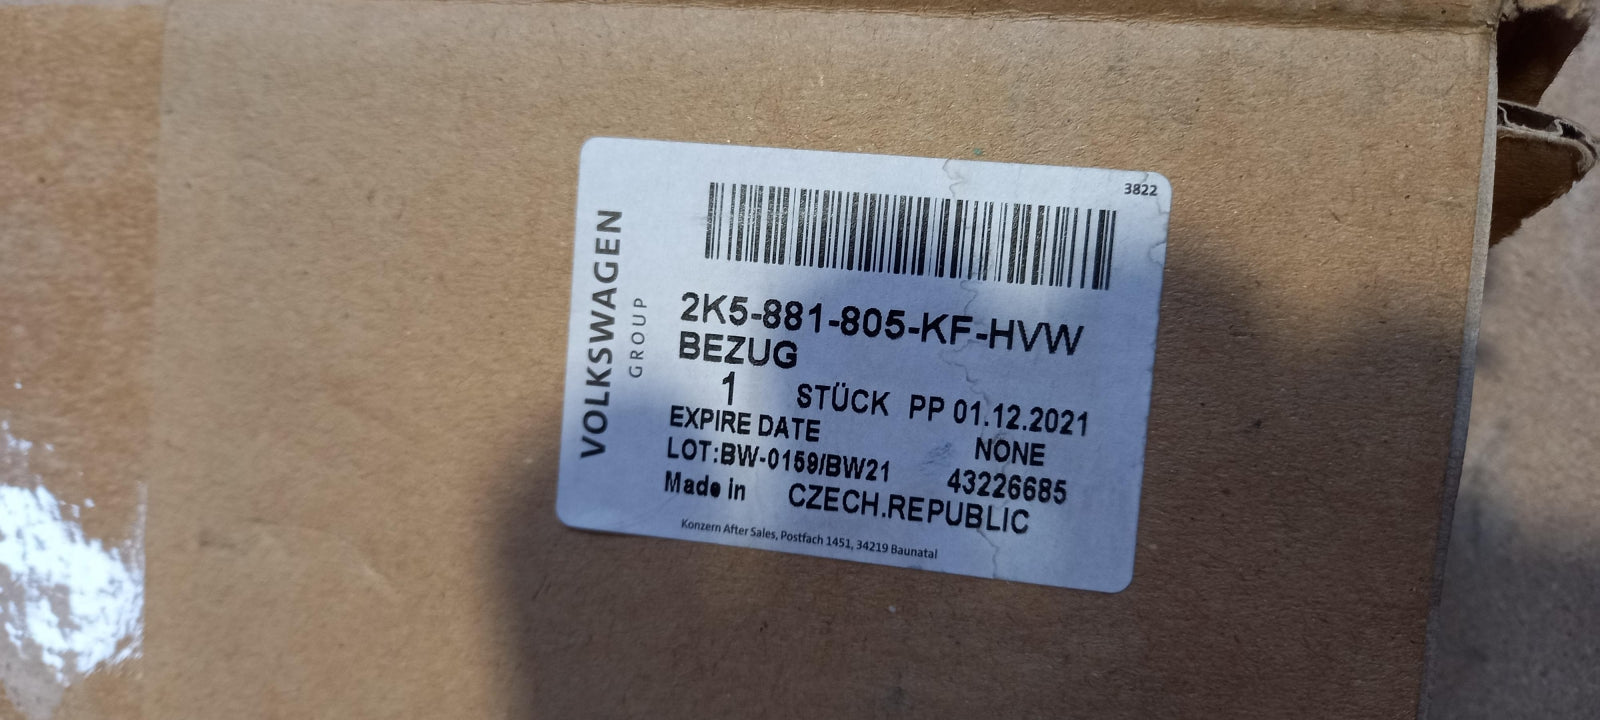 3822
VOLKSWAGEN
GROUP
2K5-881-805-KF-HVW
BEZUG
1 STÜCK PP 01.12.2021
EXPIRE DATE NONE
LOT:BW-0159/BW21 43226685
Made in CZECH.REPUBLIC
Konzern After Sales, Postfach 1451, 34219 Baunatal